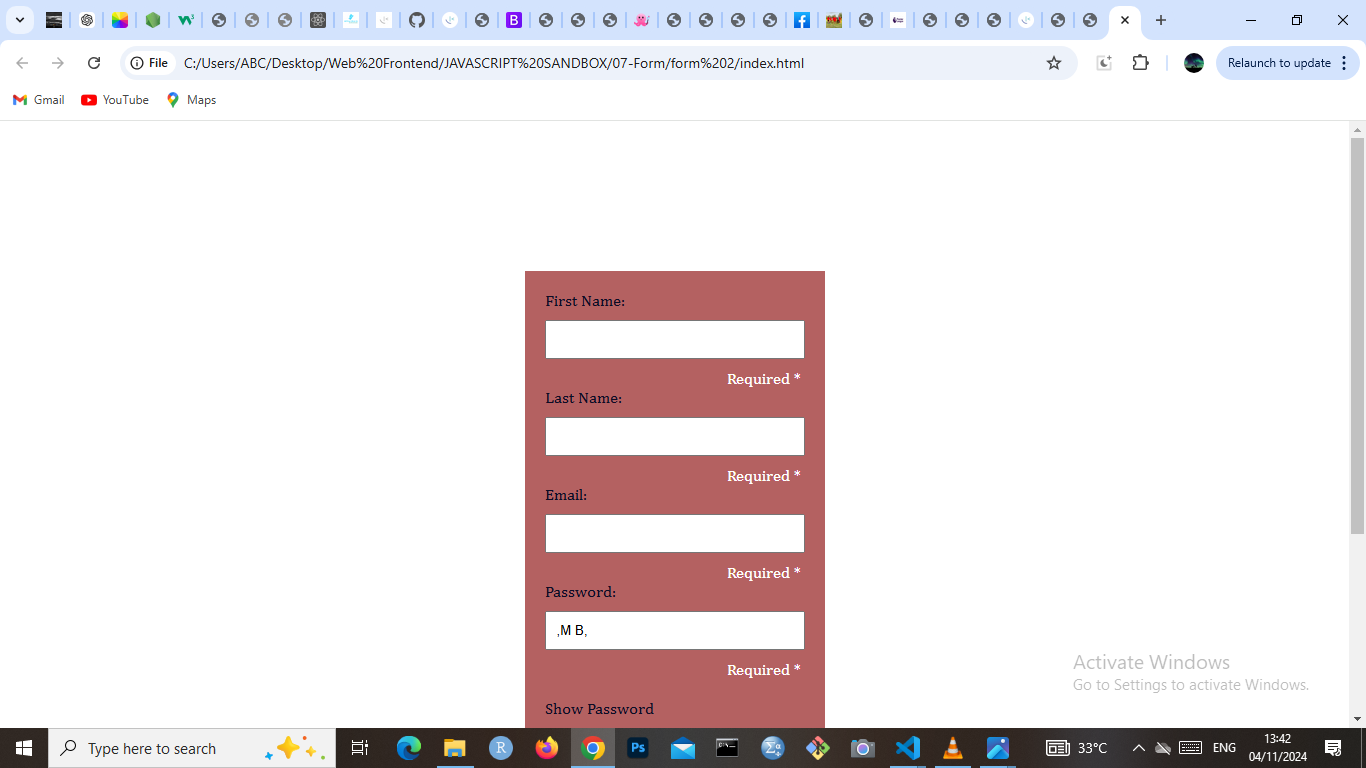 File
C:/Users/ABC/Desktop/Web%20Frontend/JAVASCRIPT%20SANDBOX/07-Form/form%202/index.html
Relaunch to update
Gmail
YouTube
Maps
First Name:
Required *
Last Name:
Required *
Email:
Required *
Password:
,M B,
Required *
Show Password
Activate Windows
Go to Settings to activate Windows.
Type here to search
33°C
ENG
13:42
04/11/2024